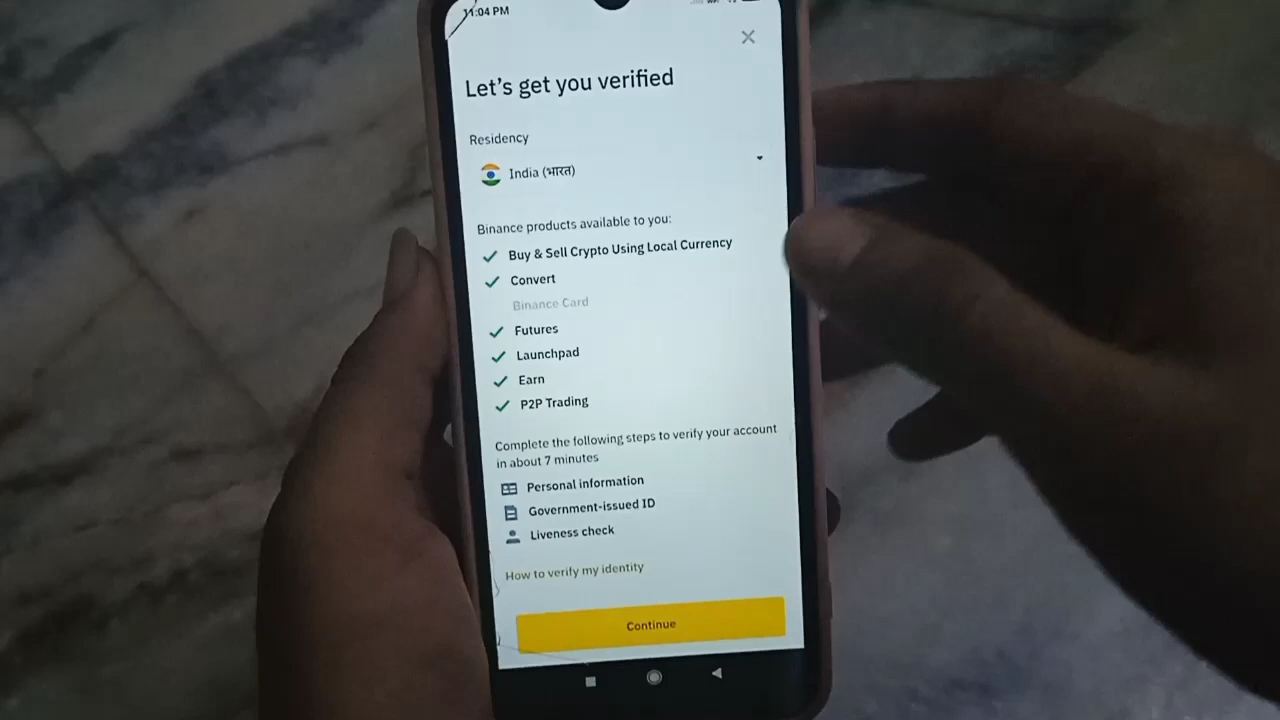 11:04 PM
Let's get you verified
Residency
India (भारत)
Binance products available to you:
Buy & Sell Crypto Using Local Currency
Convert
Binance Card
Futures
Launchpad
Earn
P2P Trading
Complete the following steps to verify your account
in about 7 minutes
Personal information
Government-issued ID
Liveness check
How to verify my identity
Continue